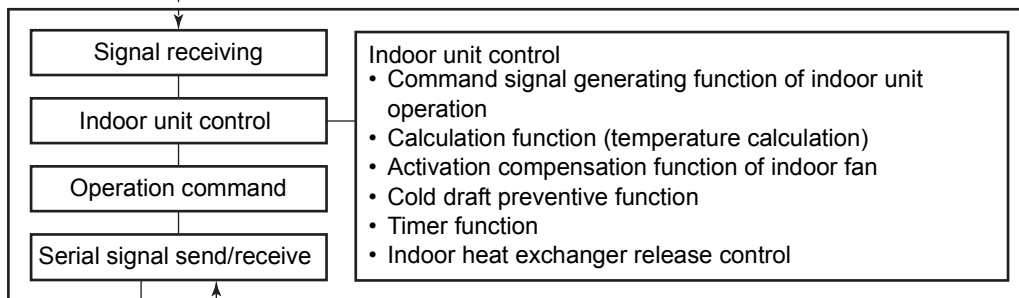 Signal receiving
Indoor unit control
Operation command
Serial signal send/receive
Indoor unit control
• Command signal generating function of indoor unit
operation
• Calculation function (temperature calculation)
• Activation compensation function of indoor fan
• Cold draft preventive function
• Timer function
• Indoor heat exchanger release control